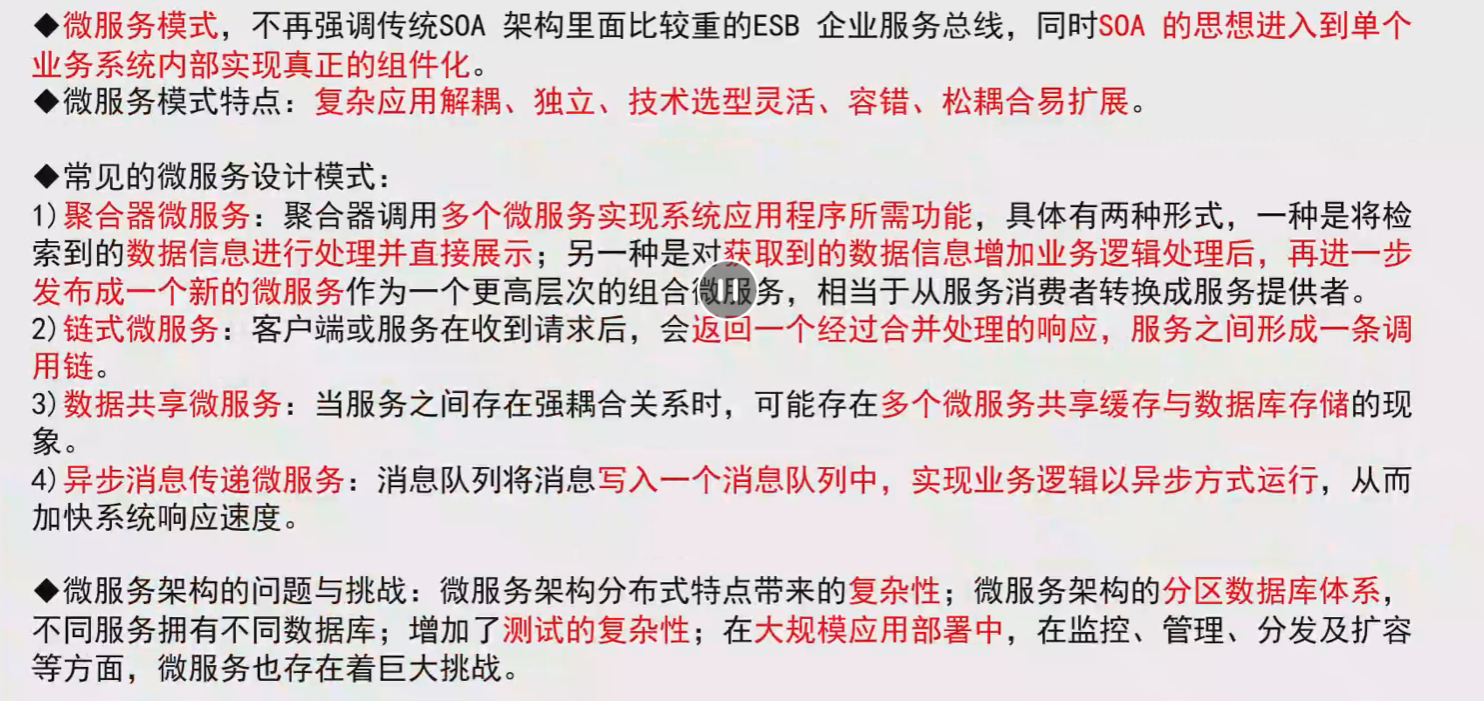 ◆微服务模式，不再强调传统SOA 架构里面比较重的ESB 企业服务总线，同时SOA 的思想进入到单个
业务系统内部实现真正的组件化。
◆微服务模式特点：复杂应用解耦、独立、技术选型灵活、容错、松耦合易扩展。
◆常见的微服务设计模式：
1)聚合器微服务：聚合器调用多个微服务实现系统应用程序所需功能，具体有两种形式，一种是将检
索到的数据信息进行处理并直接展示；另一种是对获取到的数据信息增加业务逻辑处理后，再进一步
发布成一个新的微服务作为一个更高层次的组合微服务，相当于从服务消费者转换成服务提供者。
2)链式微服务：客户端或服务在收到请求后，会返回一个经过合并处理的响应，服务之间形成一条调
用链。
3)数据共享微服务：当服务之间存在强耦合关系时，可能存在多个微服务共享缓存与数据库存储的现
象。
4)异步消息传递微服务：消息队列将消息写入一个消息队列中，实现业务逻辑以异步方式运行，从而
加快系统响应速度。
◆微服务架构的问题与挑战：微服务架构分布式特点带来的复杂性；微服务架构的分区数据库体系，
不同服务拥有不同数据库；增加了测试的复杂性；在大规模应用部署中，在监控、管理、分发及扩容
等方面，微服务也存在着巨大挑战。